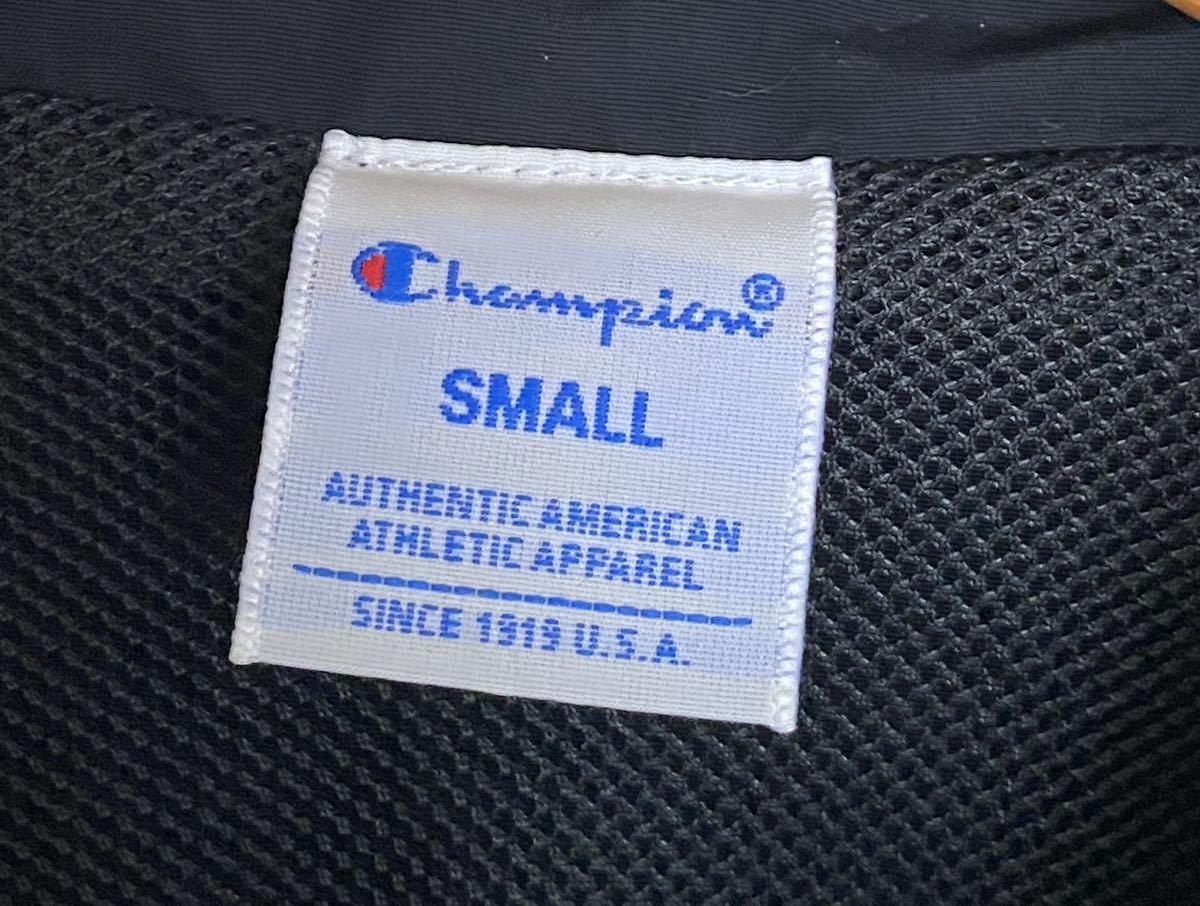 Champion®
SMALL
AUTHENTIC AMERICAN
ATHLETIC APPAREL
SINCE 1919 U.S.A.